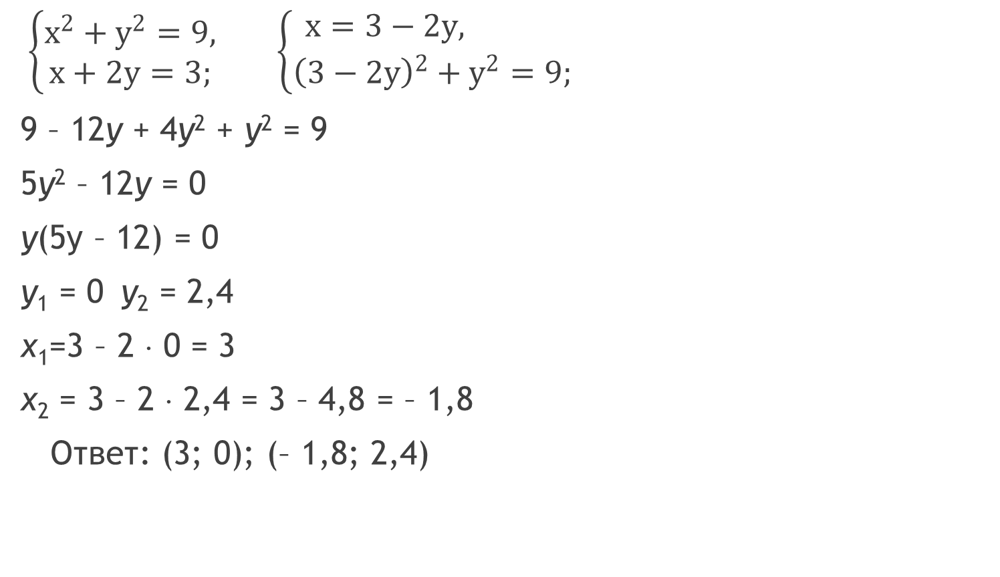 {x² + y² = 9,    {x = 3 − 2y,
x + 2y = 3;    (3 − 2y)² + y² = 9;
9 – 12y + 4y² + y² = 9
5y² – 12y = 0
y(5y – 12) = 0
y₁ = 0 y₂ = 2,4
x₁=3 – 2 · 0 = 3
x₂ = 3 – 2 · 2,4 = 3 – 4,8 = – 1,8
Ответ: (3; 0); (– 1,8; 2,4)